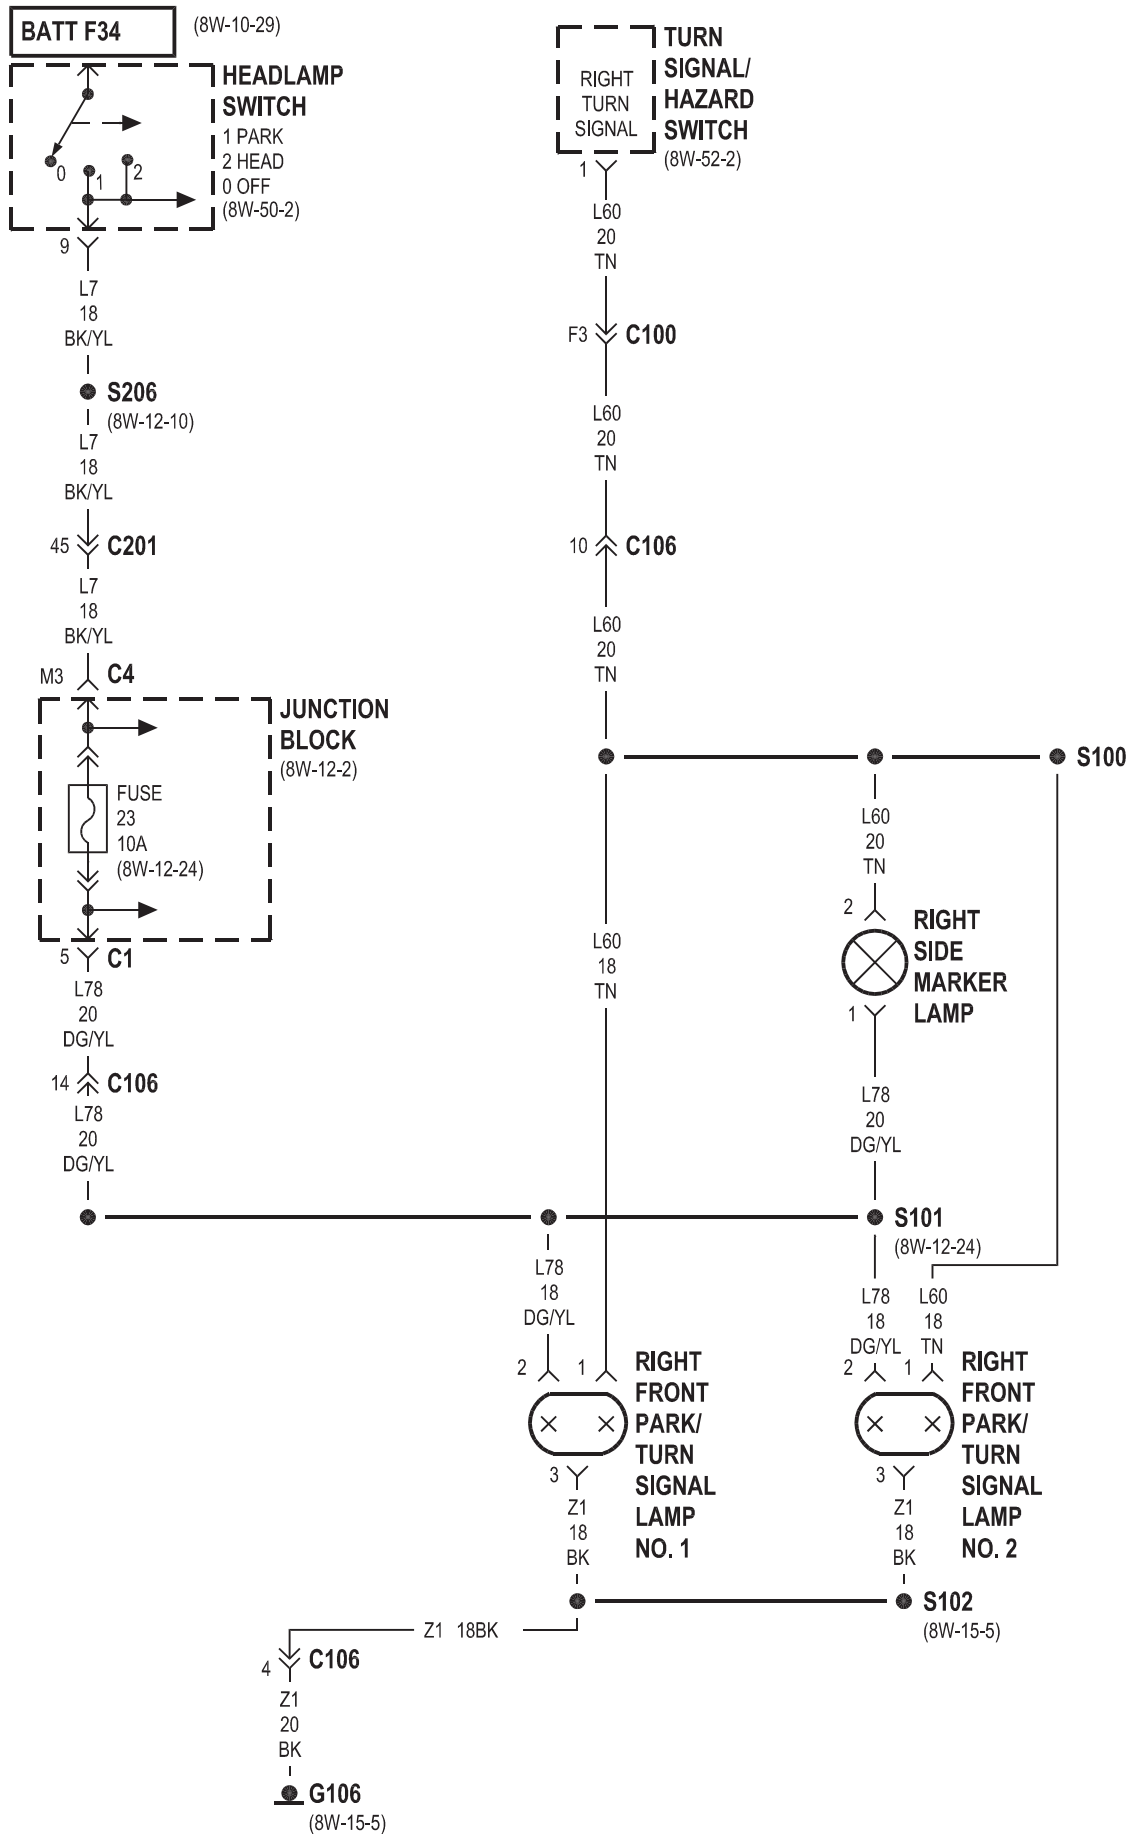 BATT F34
(8W-10-29)
HEADLAMP
SWITCH
1 PARK
2 HEAD
0 OFF
(8W-50-2)
0
1
2
9
L7
18
BK/YL
S206
(8W-12-10)
L7
18
BK/YL
45
C201
L7
18
BK/YL
M3
C4
JUNCTION
BLOCK
(8W-12-2)
FUSE
23
10A
(8W-12-24)
5
C1
L78
20
DG/YL
14
C106
L78
20
DG/YL
RIGHT
TURN
SIGNAL
TURN
SIGNAL/
HAZARD
SWITCH
(8W-52-2)
1
L60
20
TN
F3
C100
L60
20
TN
10
C106
L60
20
TN
S100
L60
18
TN
L60
20
TN
2
RIGHT
SIDE
MARKER
LAMP
1
L78
20
DG/YL
S101
(8W-12-24)
L78
18
DG/YL
2
1
RIGHT
FRONT
PARK/
TURN
SIGNAL
LAMP
NO. 1
3
Z1
18
BK
L78
18
DG/YL
2
L60
18
TN
1
RIGHT
FRONT
PARK/
TURN
SIGNAL
LAMP
NO. 2
3
Z1
18
BK
S102
(8W-15-5)
Z1 18BK
4
C106
Z1
20
BK
G106
(8W-15-5)